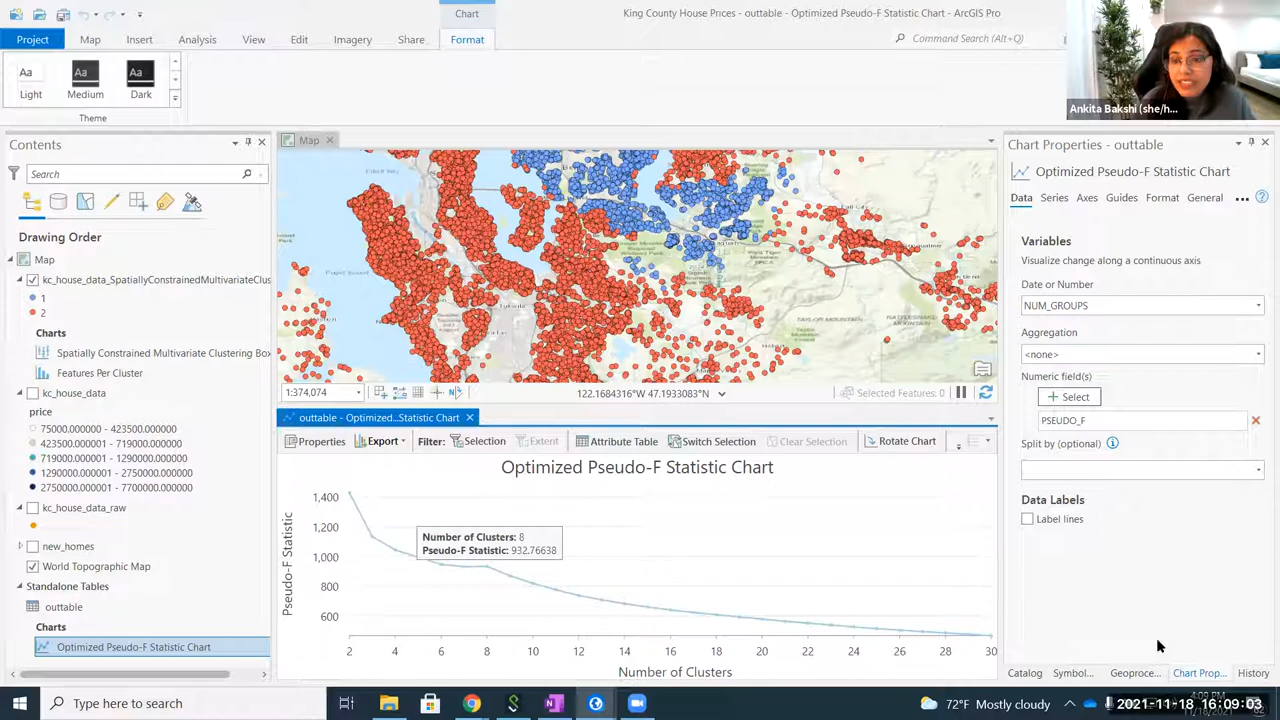 Chart
King County House Prices - outtable - Optimized Pseudo-F Statistic Chart - ArcGIS Pro
Project Map Insert Analysis View Edit Imagery Share Format
Command Search (Alt+Q)
Aa Aa Aa
Light Medium Dark
Theme
Ankita Bakshi (she/h...
Contents
Search
Drawing Order
Map
kc_house_data_SpatiallyConstrainedMultivariateClus
1
2
Charts
Spatially Constrained Multivariate Clustering Box
Features Per Cluster
kc_house_data
price
75000.000000 - 423500.000000
423500.000001 - 719000.000000
719000.000001 - 1290000.000000
1290000.000001 - 2750000.000000
2750000.000001 - 7700000.000000
kc_house_data_raw
new_homes
World Topographic Map
Standalone Tables
outtable
Charts
Optimized Pseudo-F Statistic Chart
Map
1:374,074
122.1684316°W 47.1933083°N
Selected Features: 0
outtable - Optimized...Statistic Chart
Properties Export Filter: Selection Extent Attribute Table Switch Selection Clear Selection Rotate Chart
Optimized Pseudo-F Statistic Chart
Pseudo-F Statistic
1,400
1,200
1,000
800
600
Number of Clusters: 8
Pseudo-F Statistic: 932.76638
2 4 6 8 10 12 14 16 18 20 22 24 26 28 30
Number of Clusters
Chart Properties - outtable
Optimized Pseudo-F Statistic Chart
Data Series Axes Guides Format General
Variables
Visualize change along a continuous axis
Date or Number
NUM_GROUPS
Aggregation
<none>
Numeric field(s)
Select
PSEUDO_F
Split by (optional)
Data Labels
Label lines
Catalog Symbol... Geoproce... Chart Prop... History
Type here to search
72°F Mostly cloudy
4:09 PM
2021-11-18 16:09:03